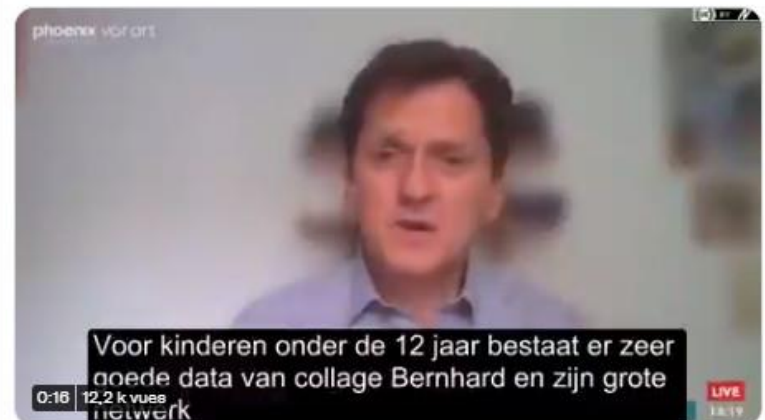 phoenix vor ort
Voor kinderen onder de 12 jaar bestaat er zeer
goede data van collage Bernhard en zijn grote
netwerk
0:16 12,2 k vues
LIVE